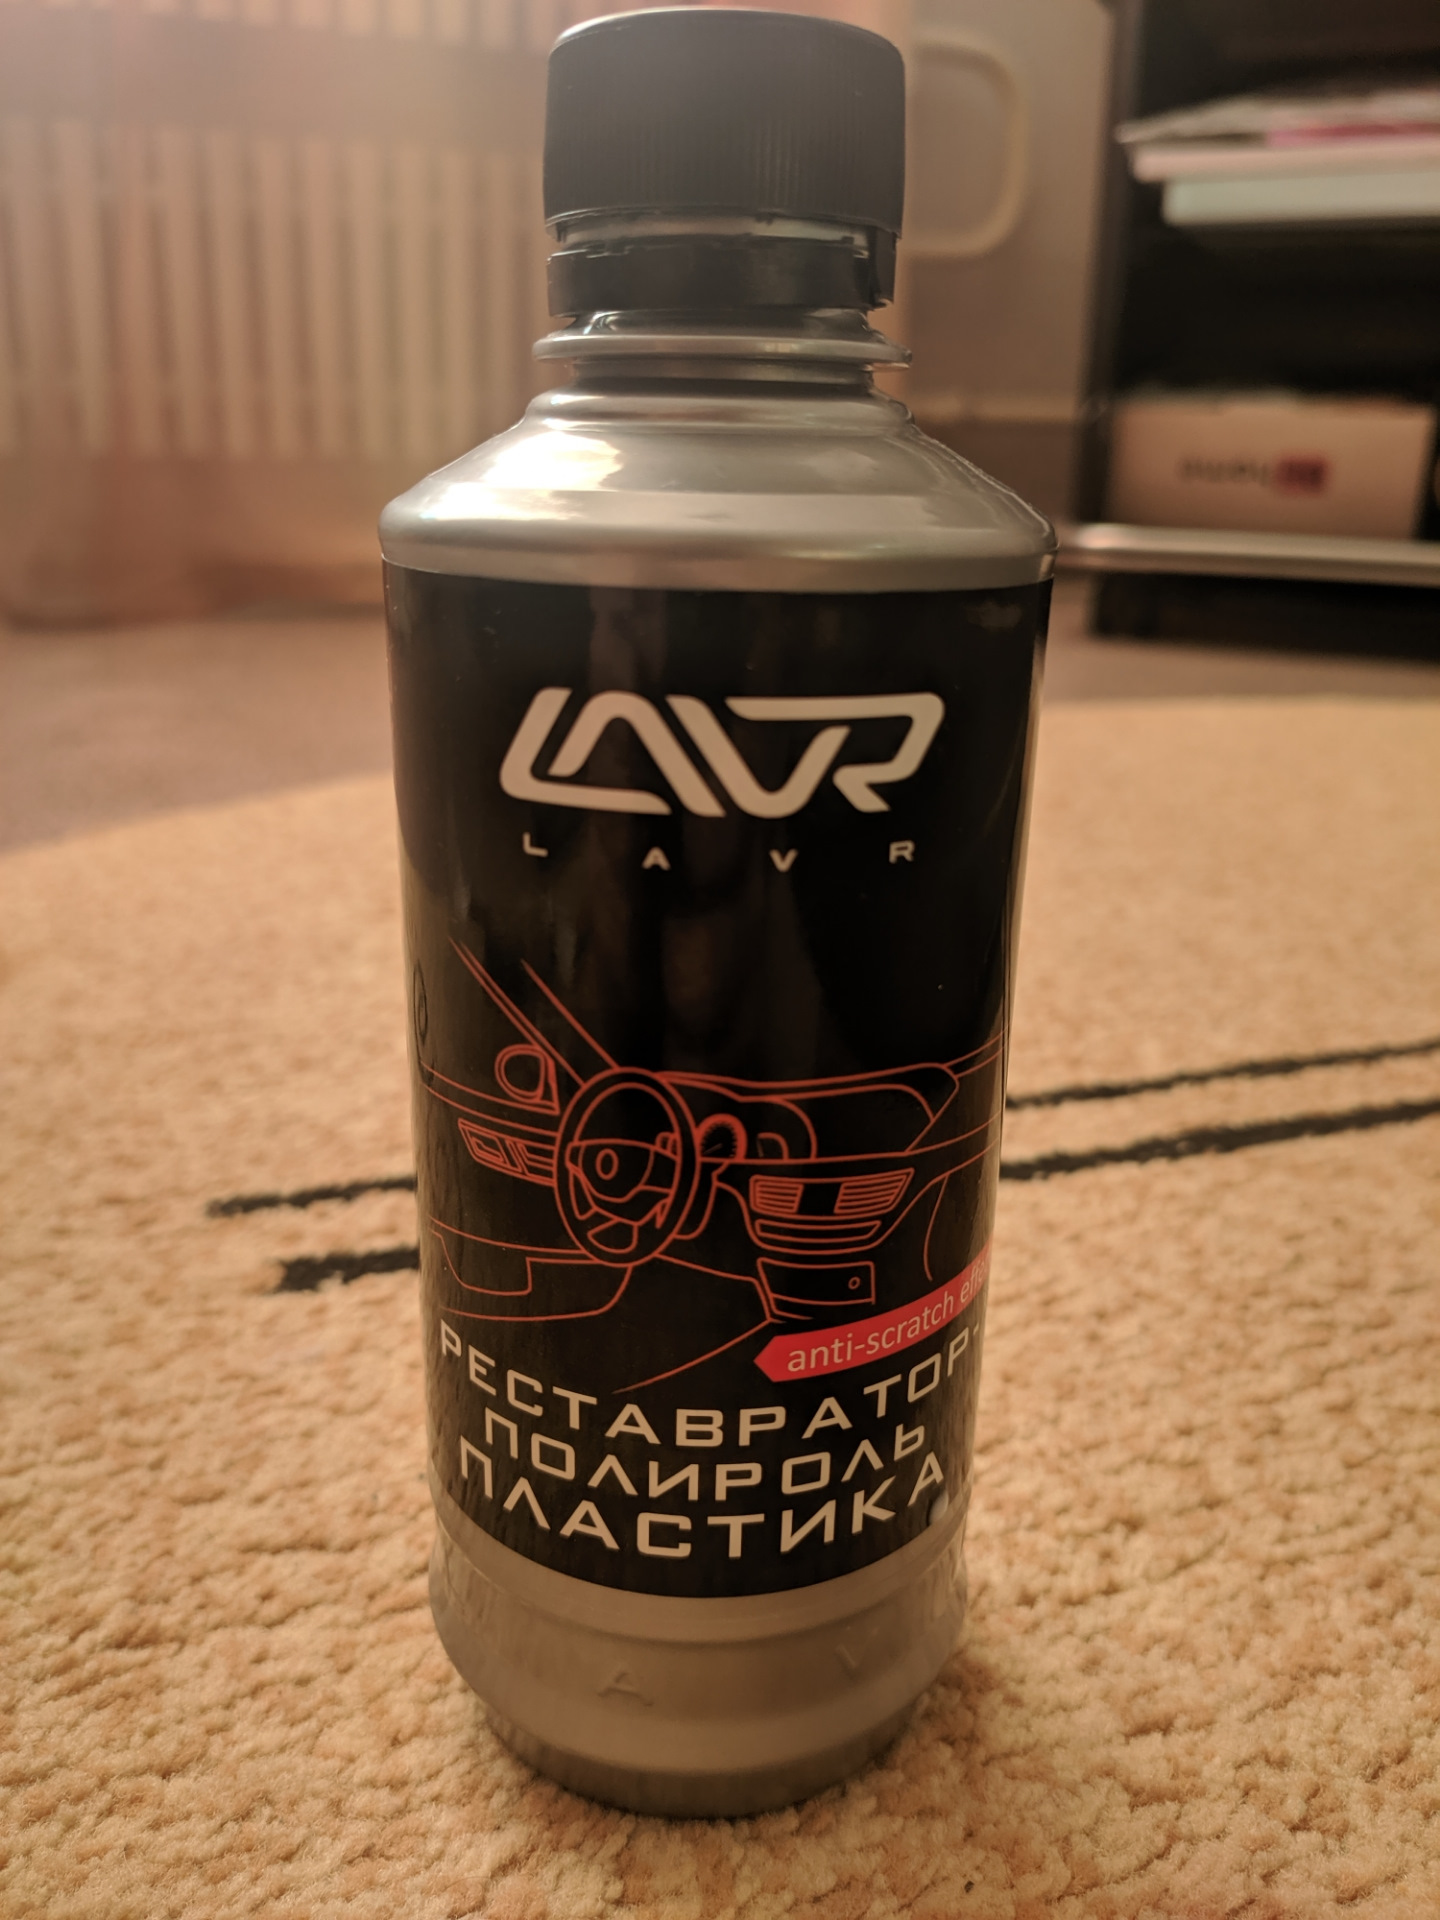 LAVR
L A V R
anti-scratch
РЕСТАВРАТОР-
ПОЛИРОЛЬ
ПЛАСТИКА
A V